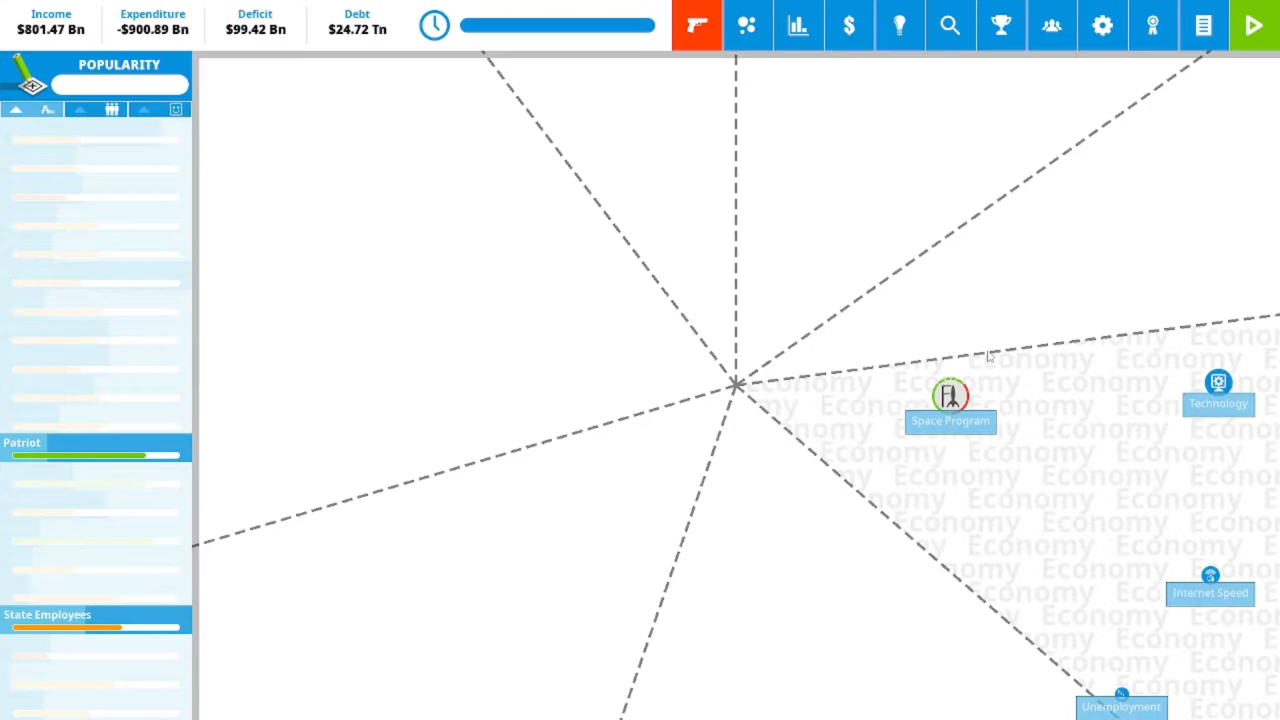 Income
$801.47 Bn
Expenditure
-$900.89 Bn
Deficit
$99.42 Bn
Debt
$24.72 Tn
POPULARITY
Patriot
State Employees
Space Program
Technology
Internet Speed
Unemployment
Economy